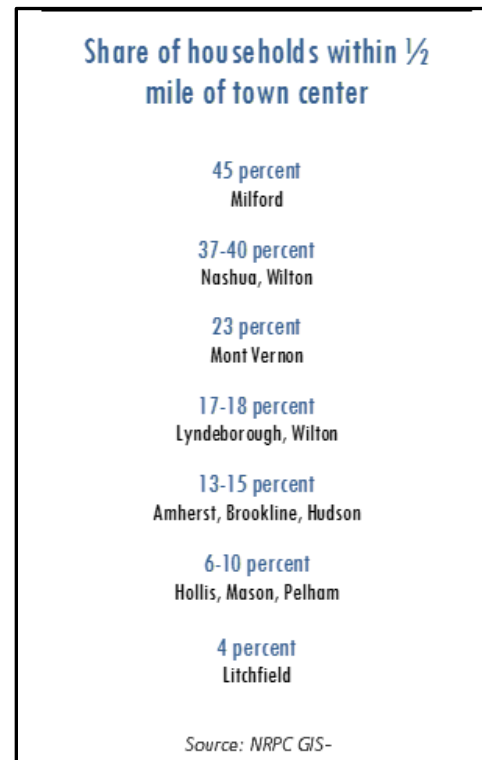 Share of households within ½
mile of town center
45 percent
Milford
37-40 percent
Nashua, Wilton
23 percent
Mont Vernon
17-18 percent
Lyndeborough, Wilton
13-15 percent
Amherst, Brookline, Hudson
6-10 percent
Hollis, Mason, Pelham
4 percent
Litchfield
Source: NRPC GIS-